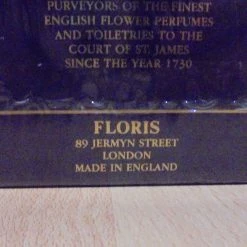 PURVEYORS OF THE FINEST
ENGLISH FLOWER PERFUMES
AND TOILETRIES TO THE
COURT OF ST. JAMES
SINCE THE YEAR 1730
FLORIS
89 JERMYN STREET
LONDON
MADE IN ENGLAND